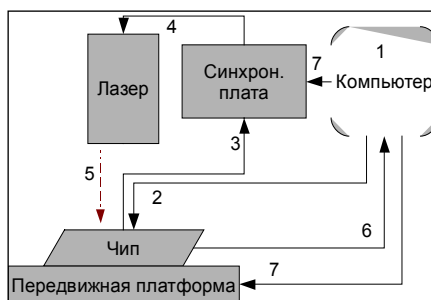 4
1
Лазер
Синхрон.
плата
7
Компьютер
3
5
2
6
Чип
7
Передвижная платформа